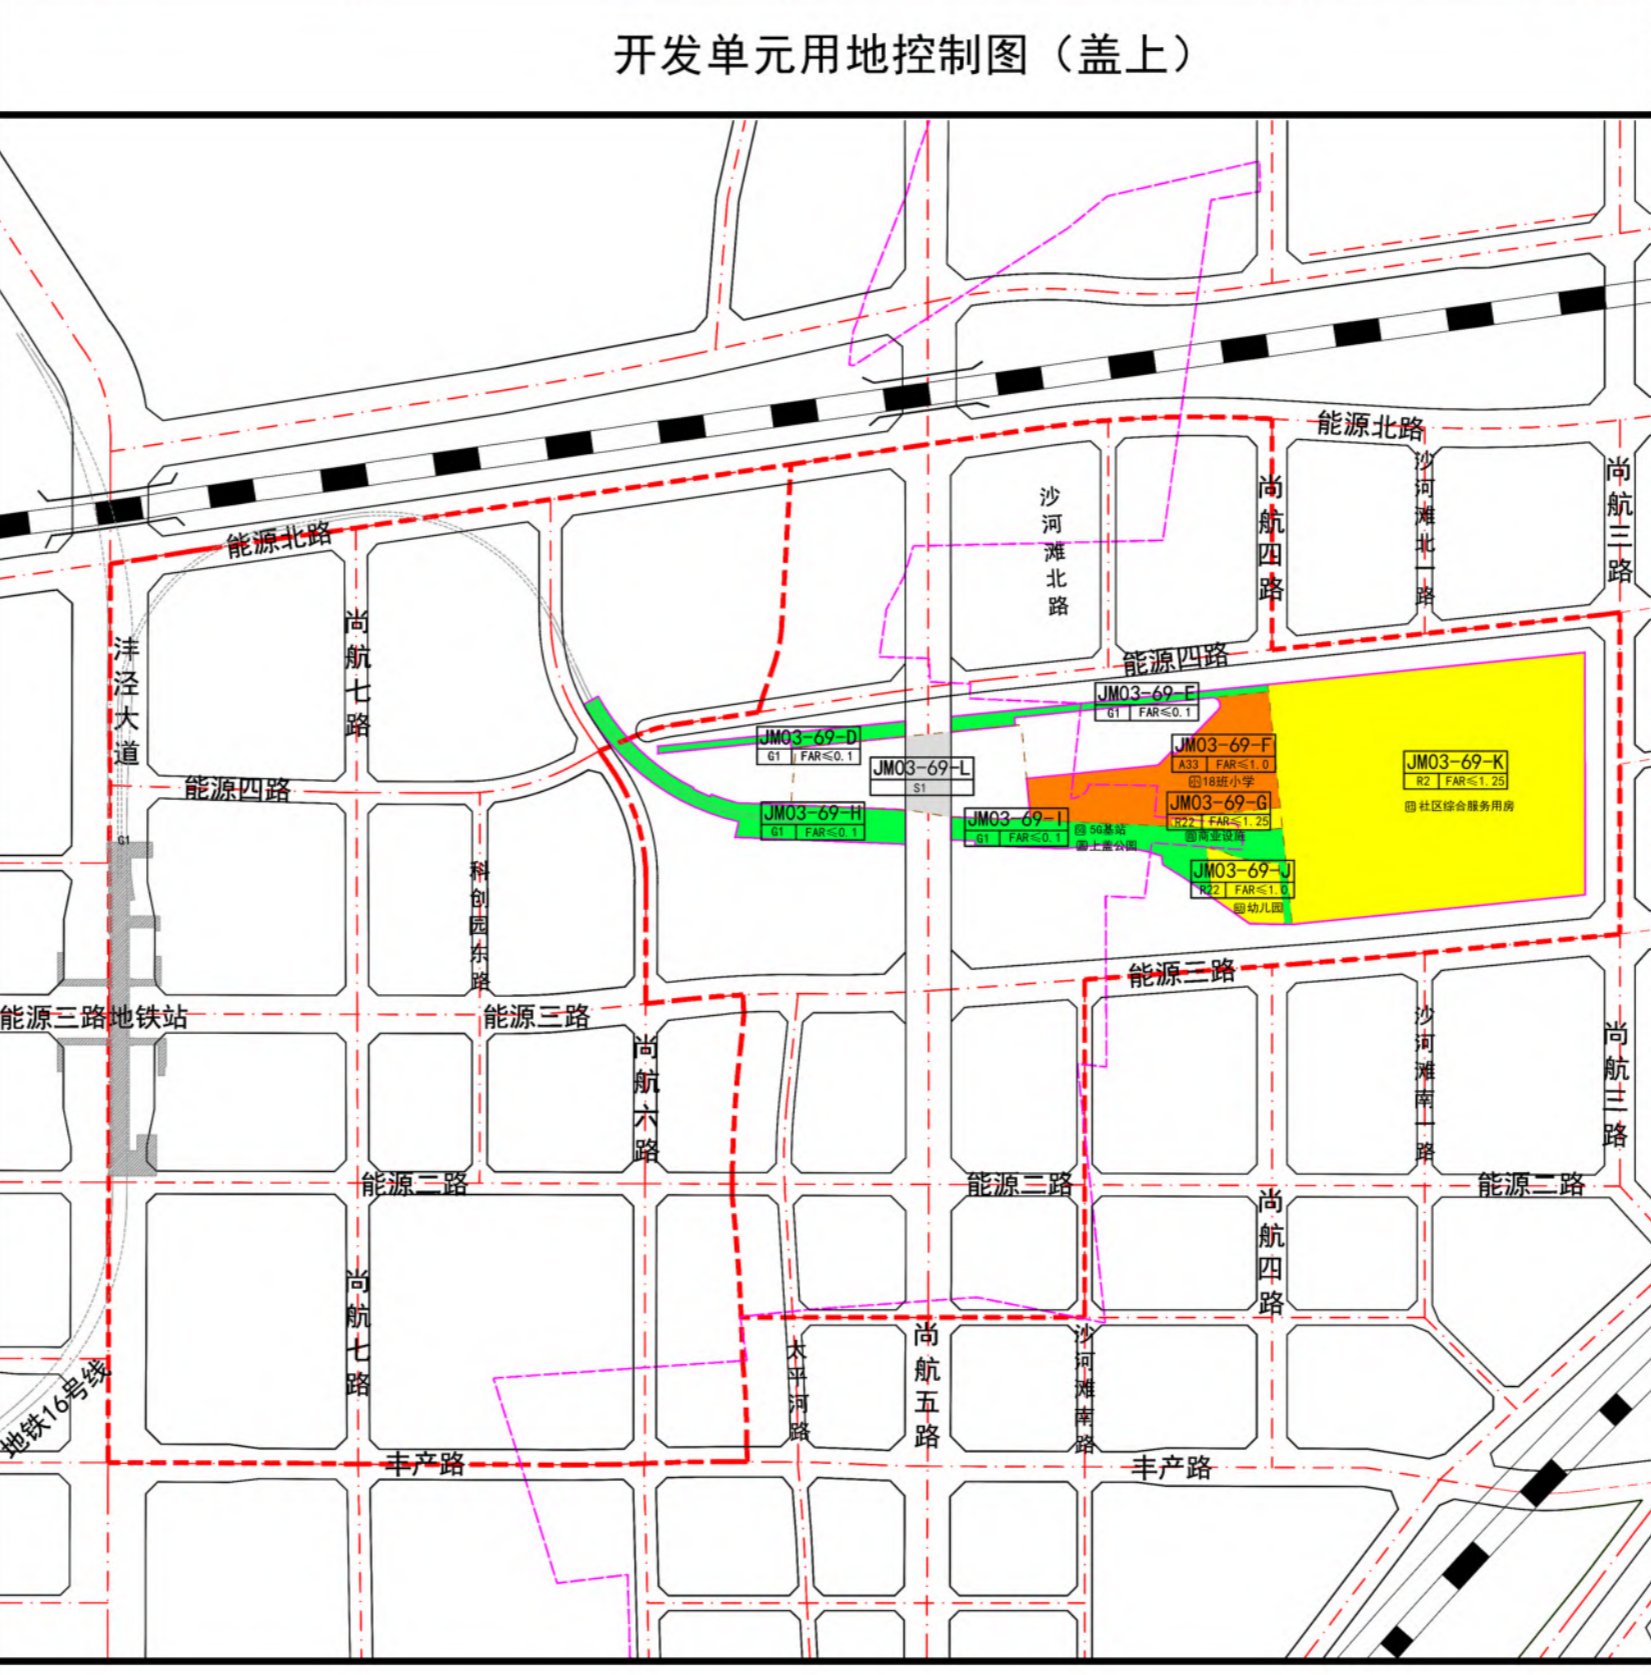 开发单元用地控制图（盖上）
能源北路
沙河滩北一路
尚航三路
尚航四路
沙河滩北路
能源北路
尚航七路
沣泾大道
能源四路
JM03-69-E
G1 FAR≤0.1
JM03-69-D
G1 FAR≤0.1
JM03-69-F
A33 FAR≤1.0
18班小学
JM03-69-K
R2 FAR≤1.25
社区综合服务用房
JM03-69-L
S1
能源四路
JM03-69-H
G1 FAR≤0.1
JM03-69-I
G1 FAR≤0.1
JM03-69-G
R22 FAR≤1.25
5G基站
商业设施
上盖公园
G1
JM03-69-J
R22 FAR≤1.0
幼儿园
科创园东路
能源三路
能源三路地铁站
能源三路
沙河滩南一路
尚航三路
尚航六路
能源二路
能源二路
能源二路
尚航四路
尚航七路
尚航五路
沙河滩南路
太平河路
地铁16号线
丰产路
丰产路